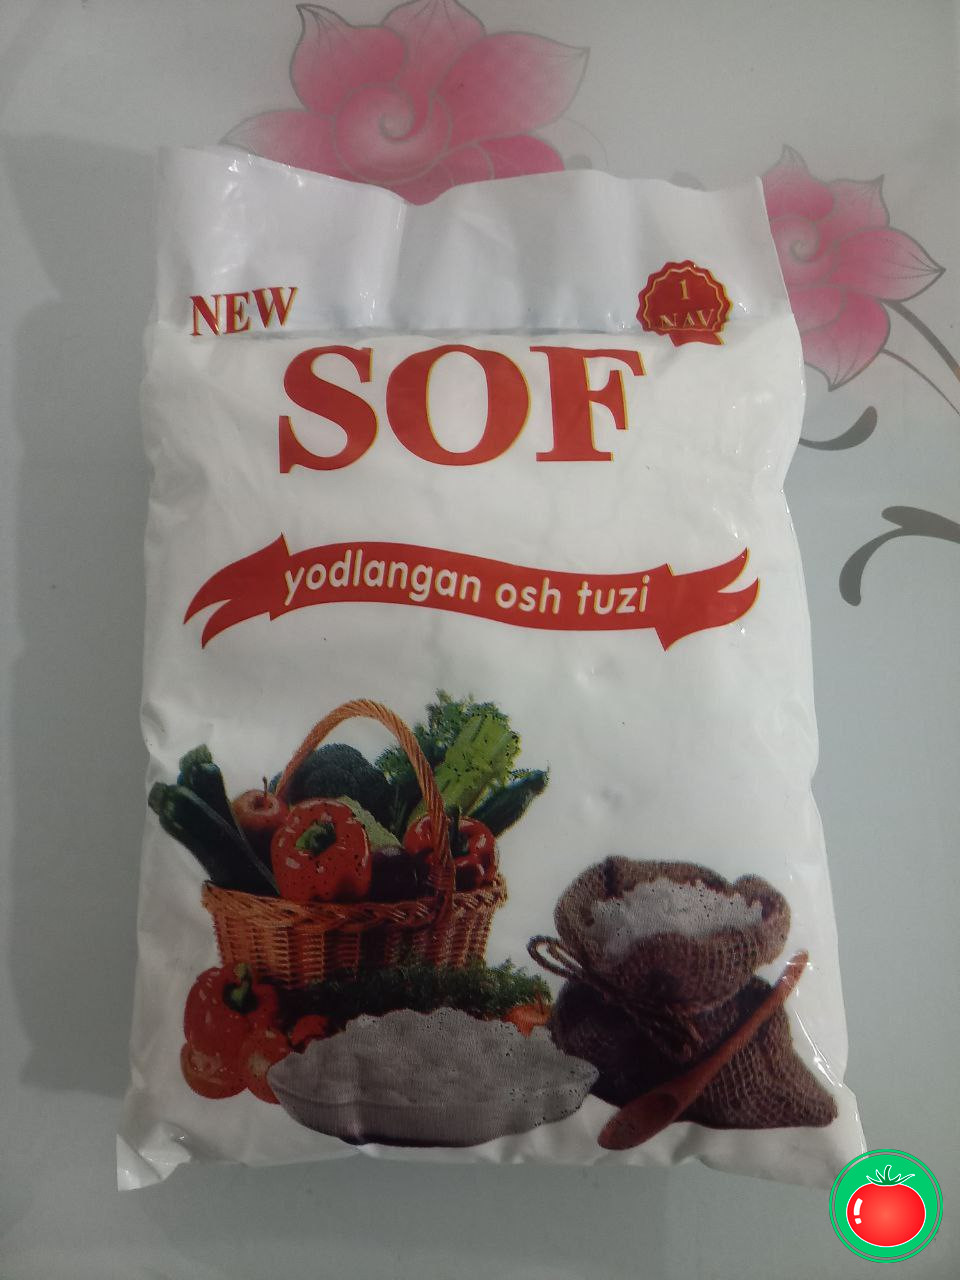 NEW
1
NAV
SOF
yodlangan osh tuzi